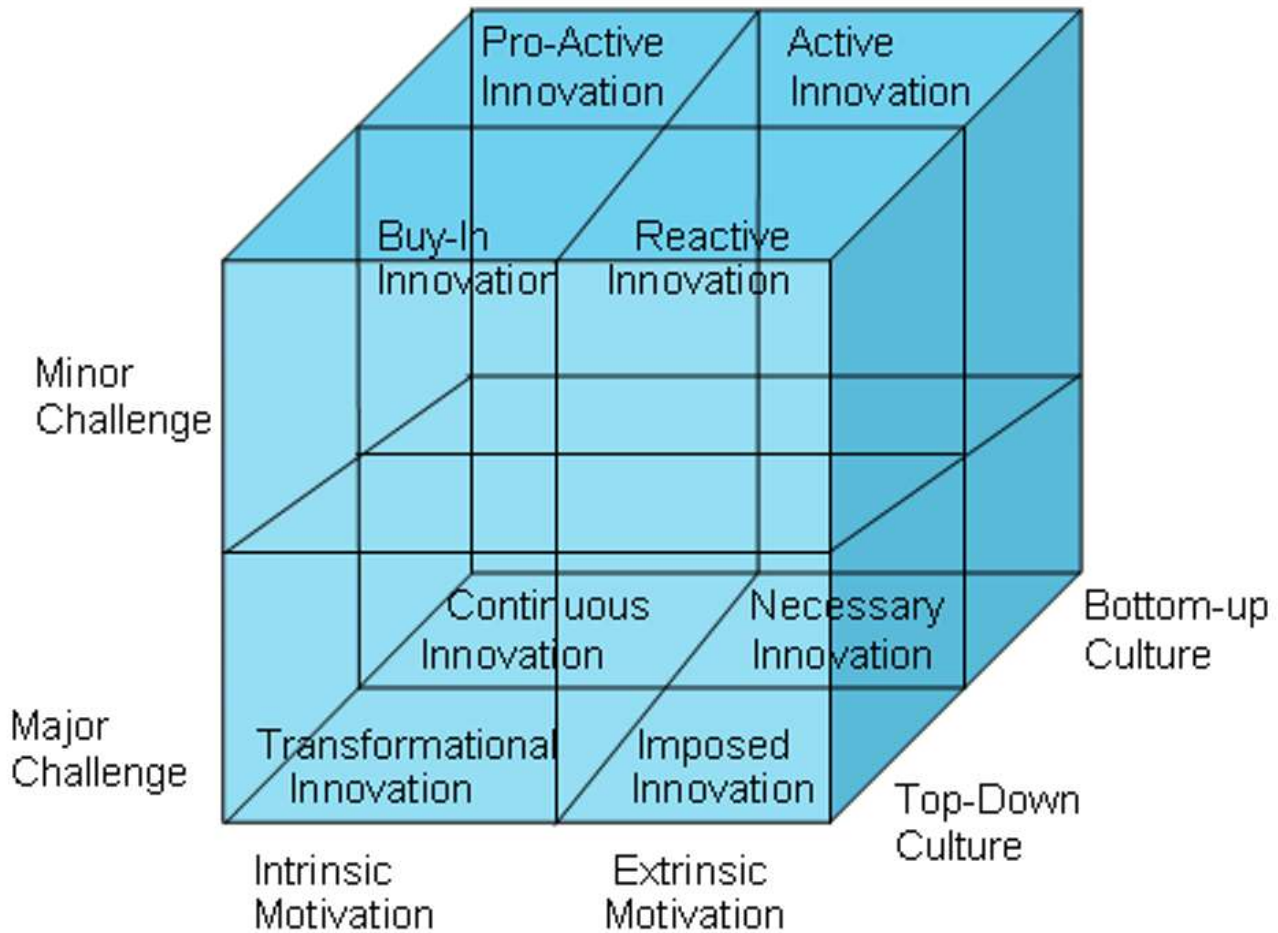 Pro-Active
Innovation
Active
Innovation
Buy-In
Innovation
Reactive
Innovation
Minor
Challenge
Continuous
Innovation
Necessary
Innovation
Bottom-up
Culture
Major
Challenge
Transformational
Innovation
Imposed
Innovation
Top-Down
Culture
Intrinsic
Motivation
Extrinsic
Motivation